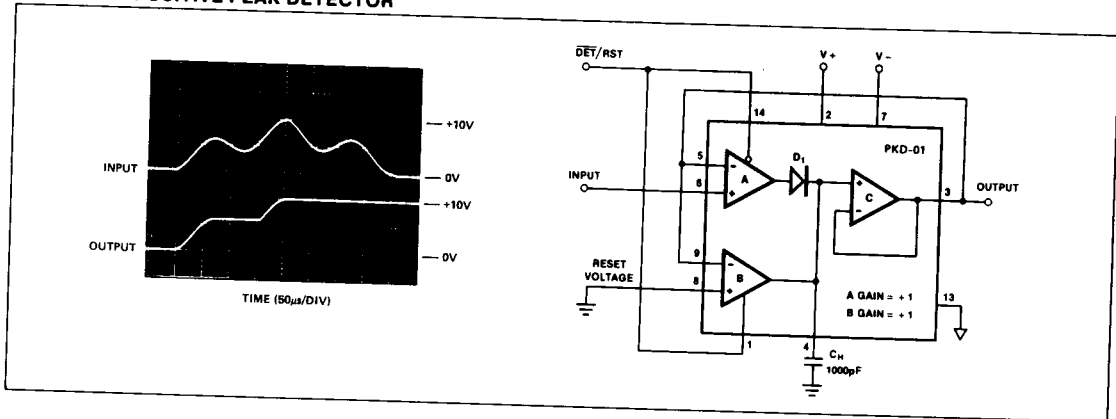 POSITIVE PEAK DETECTOR
INPUT
OUTPUT
+10V
0V
+10V
0V
TIME (50µs/DIV)
DET/RST
V+
V−
14
2
7
PKD-01
5
6
INPUT
A
D1
C
3
OUTPUT
9
8
RESET
VOLTAGE
B
A GAIN = +1
B GAIN = +1
13
1
4
CH
1000pF